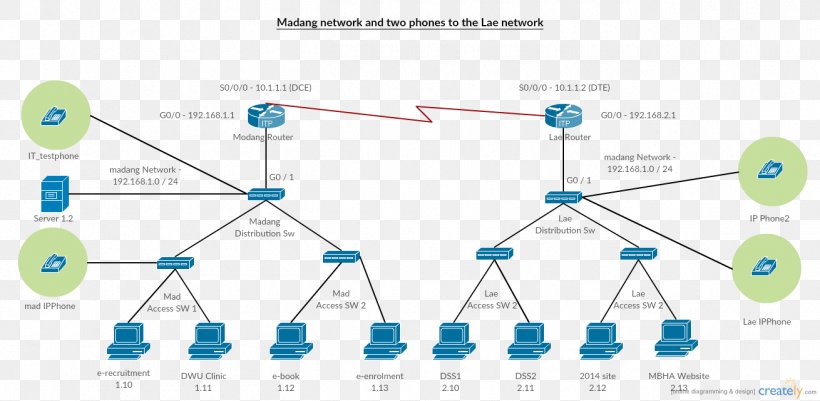 Madang network and two phones to the Lae network
S0/0/0 - 10.1.1.1 (DCE)
S0/0/0 - 10.1.1.2 (DTE)
G0/0 - 192.168.1.1
ITP
Modang Router
ITP
Lae Router
G0/0 - 192.168.2.1
IT_testphone
madang Network -
192.168.1.0 / 24
G0 / 1
G0 / 1
madang Network -
192.168.1.0 / 24
Server 1.2
Madang
Distribution Sw
Lae
Distribution Sw
IP Phone2
mad IPPhone
Mad
Access SW 1
Mad
Access SW 2
Lae
Access SW 2
Lae
Access SW 2
Lae IPPhone
e-recruitment
1.10
DWU Clinic
1.11
e-book
1.12
e-enrolment
1.13
DSS1
2.10
DSS2
2.11
2014 site
2.12
MBHA Website
2.13
[online diagramming & design] creately.com